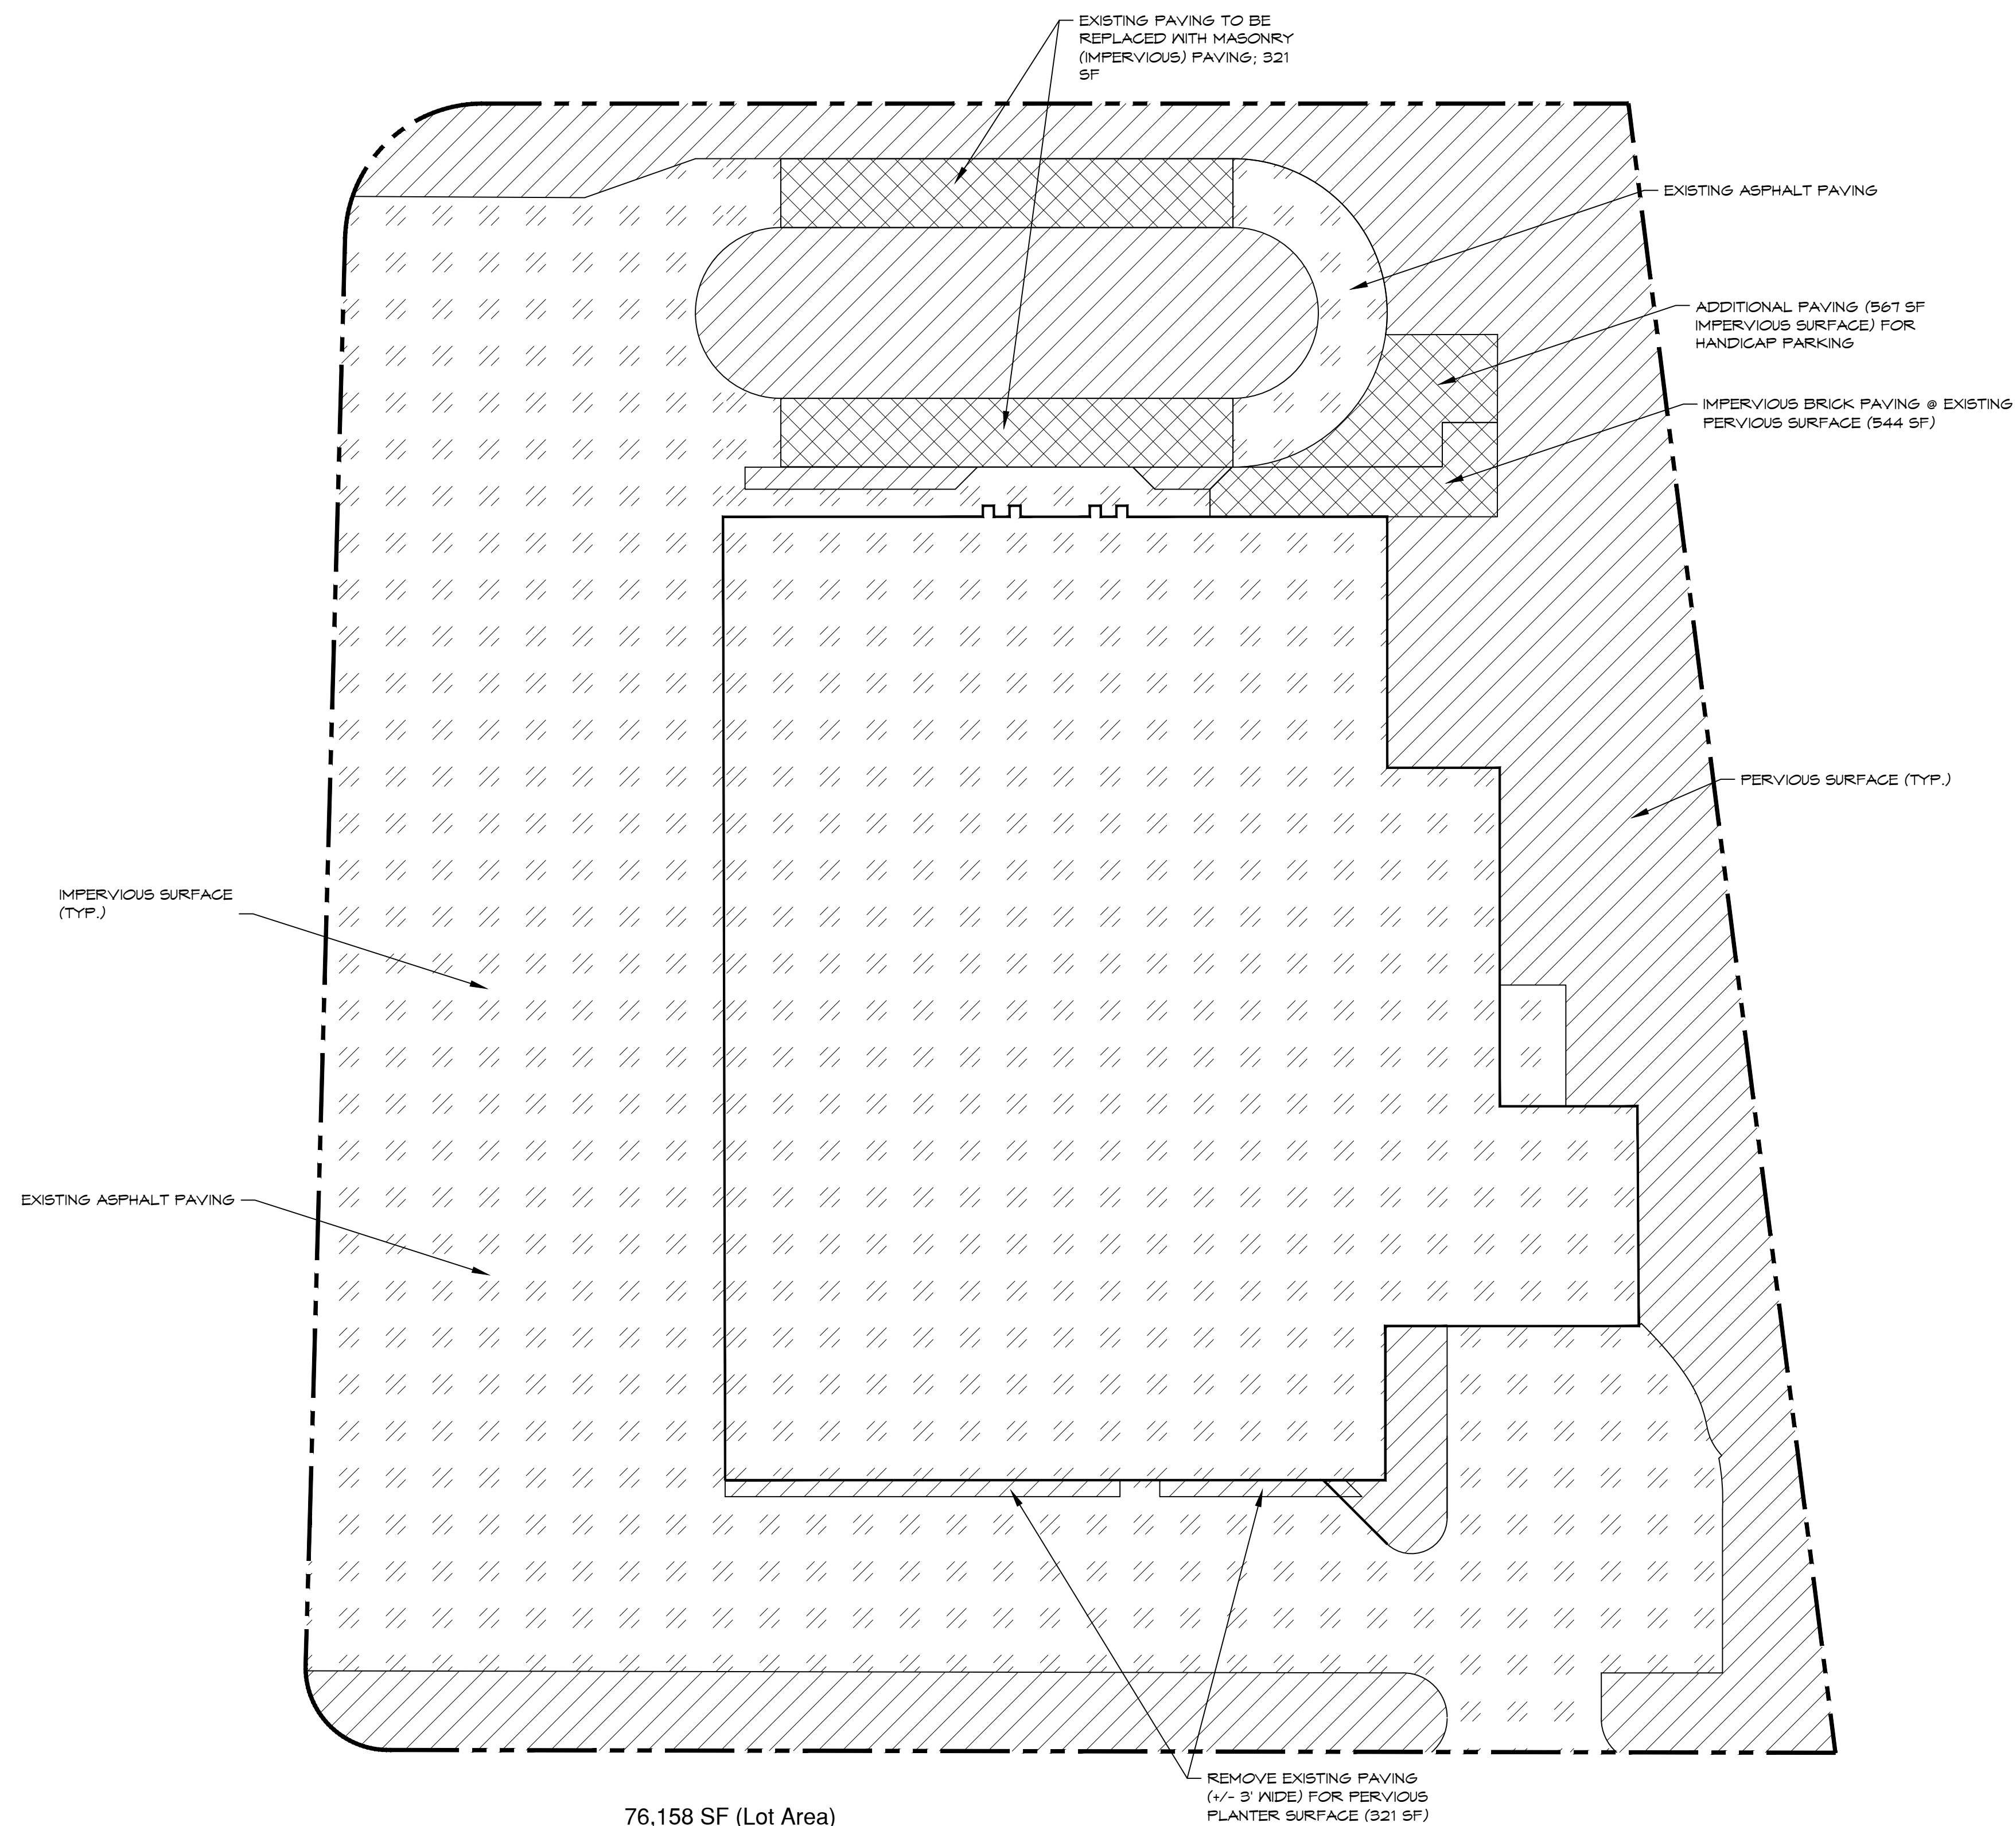 EXISTING PAVING TO BE
REPLACED WITH MASONRY
(IMPERVIOUS) PAVING; 321
SF
EXISTING ASPHALT PAVING
ADDITIONAL PAVING (567 SF
IMPERVIOUS SURFACE) FOR
HANDICAP PARKING
IMPERVIOUS BRICK PAVING @ EXISTING
PERVIOUS SURFACE (544 SF)
PERVIOUS SURFACE (TYP.)
IMPERVIOUS SURFACE
(TYP.)
EXISTING ASPHALT PAVING
REMOVE EXISTING PAVING
(+/- 3' WIDE) FOR PERVIOUS
PLANTER SURFACE (321 SF)
76,158 SF (Lot Area)